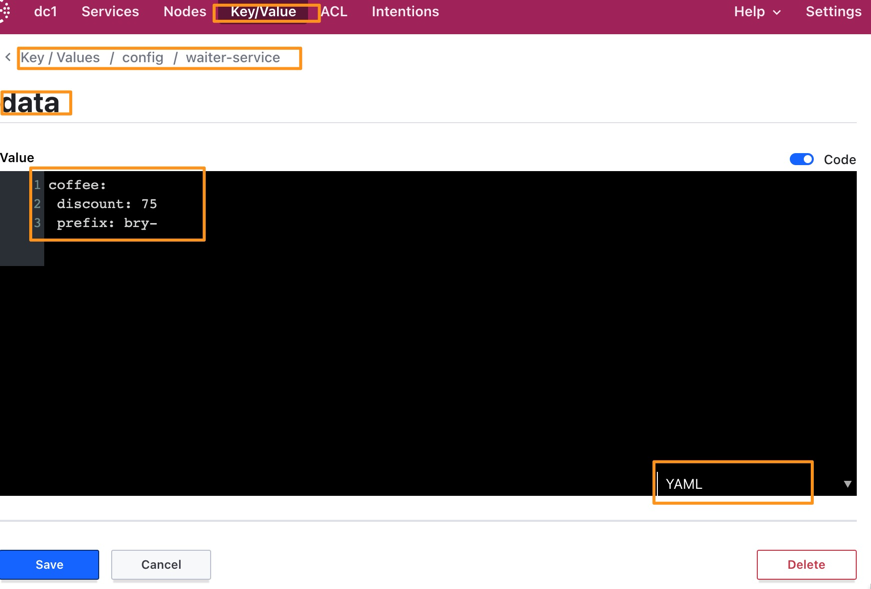 dc1 Services Nodes Key/Value ACL Intentions Help Settings
Key / Values / config / waiter-service
data
Value
Code
1 coffee:
2 discount: 75
3 prefix: bry-
YAML
Save Cancel Delete